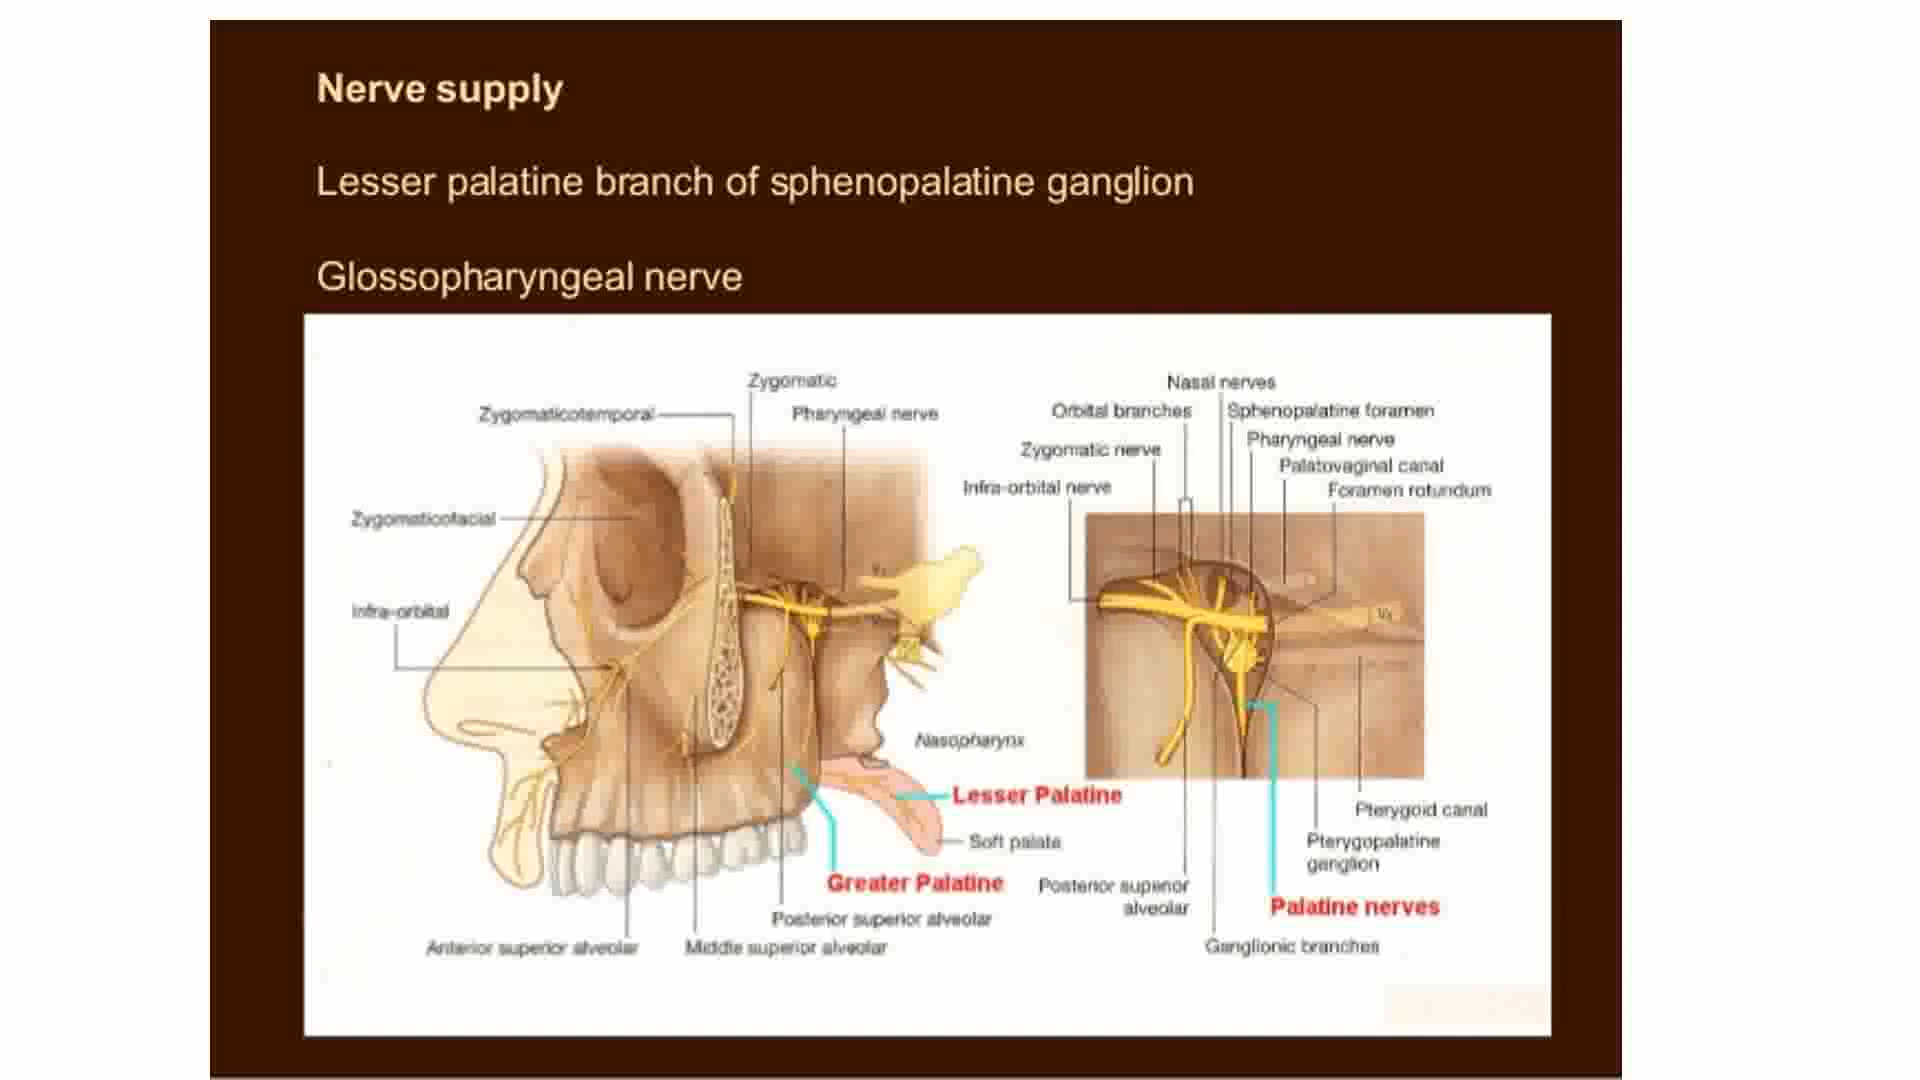 Nerve supply
Lesser palatine branch of sphenopalatine ganglion
Glossopharyngeal nerve
Zygomatic
Zygomaticotemporal
Pharyngeal nerve
Zygomaticofacial
Infra-orbital
Nasopharynx
Lesser Palatine
Soft palata
Greater Palatine
Posterior superior alveolar
Anterior superior alveolar
Middle superior alveolar
Nasal nerves
Orbital branches
Sphenopalatine foramen
Zygomatic nerve
Pharyngeal nerve
Palatovaginal canal
Infra-orbital nerve
Foramen rotundum
Pterygoid canal
Pterygopalatine
ganglion
Posterior superior
alveolar
Palatine nerves
Ganglionic branches